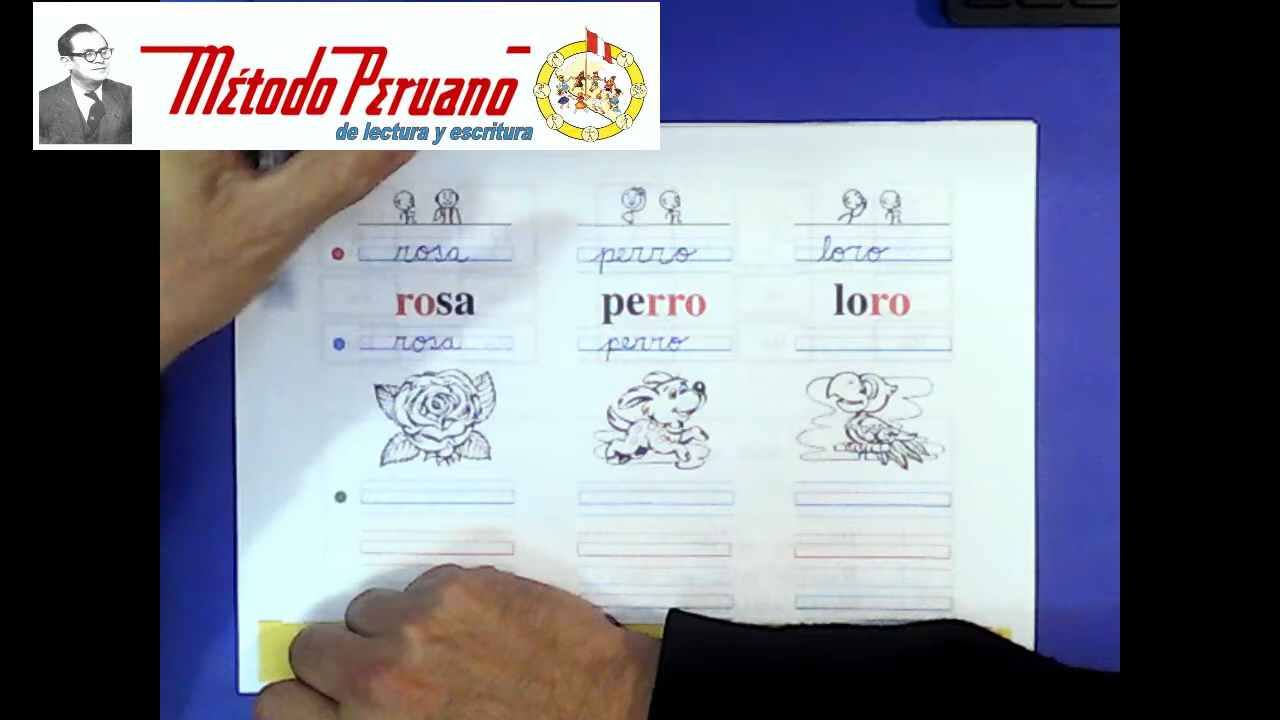 Método Peruano
de lectura y escritura
rosa perro loro
rosa perro loro
rosa perro